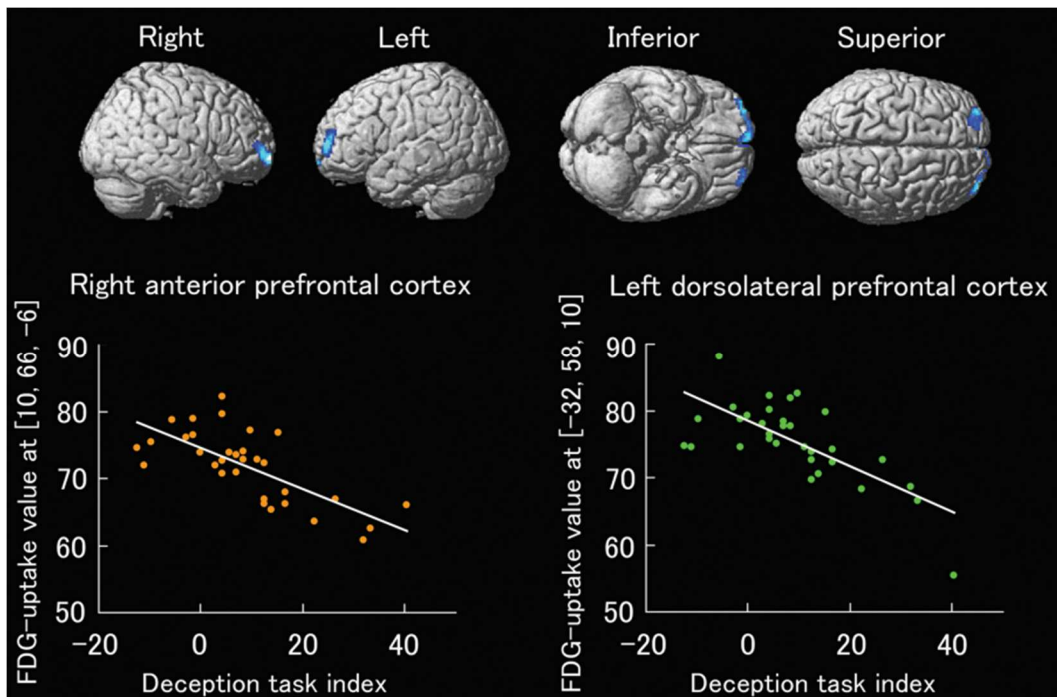 Right
Left
Inferior
Superior
Right anterior prefrontal cortex
FDG-uptake value at [10, 66, -6]
90
80
70
60
50
-20
0
20
40
Deception task index
Left dorsolateral prefrontal cortex
FDG-uptake value at [-32, 58, 10]
90
80
70
60
50
-20
0
20
40
Deception task index